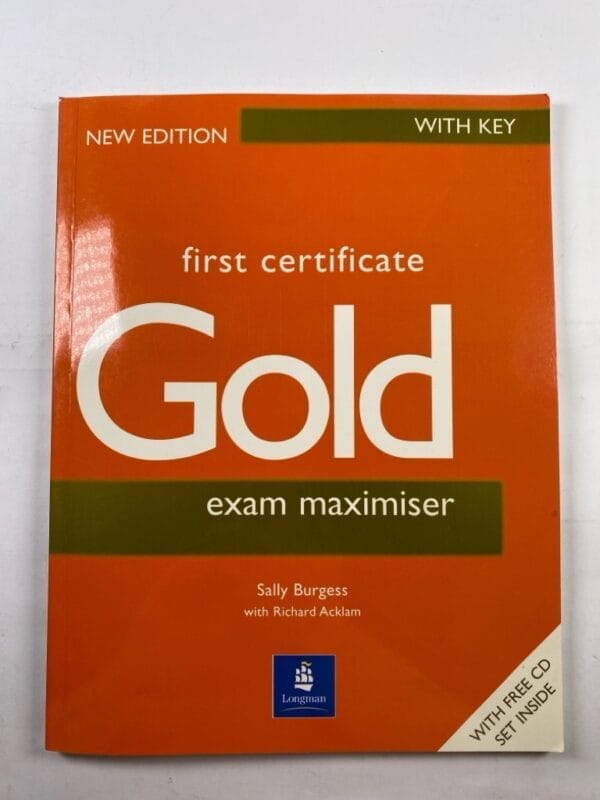 NEW EDITION
WITH KEY
first certificate
Gold
exam maximiser
Sally Burgess
with Richard Acklam
Longman
WITH FREE CD
SET INSIDE